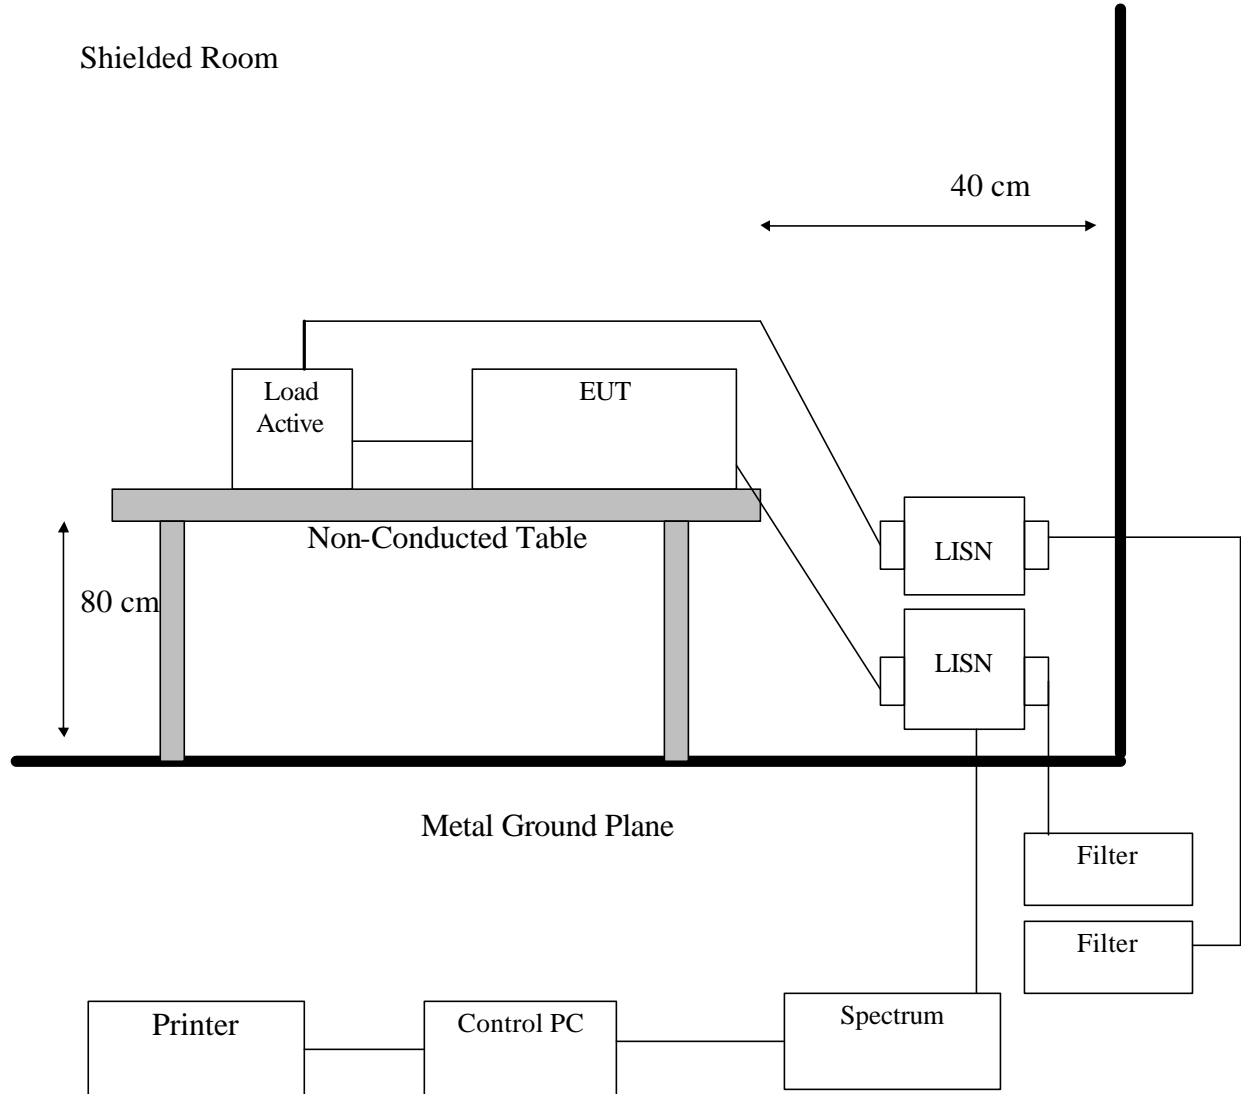 Shielded Room
40 cm
Load
Active
EUT
Non-Conducted Table
LISN
80 cm
LISN
Metal Ground Plane
Filter
Filter
Printer
Control PC
Spectrum